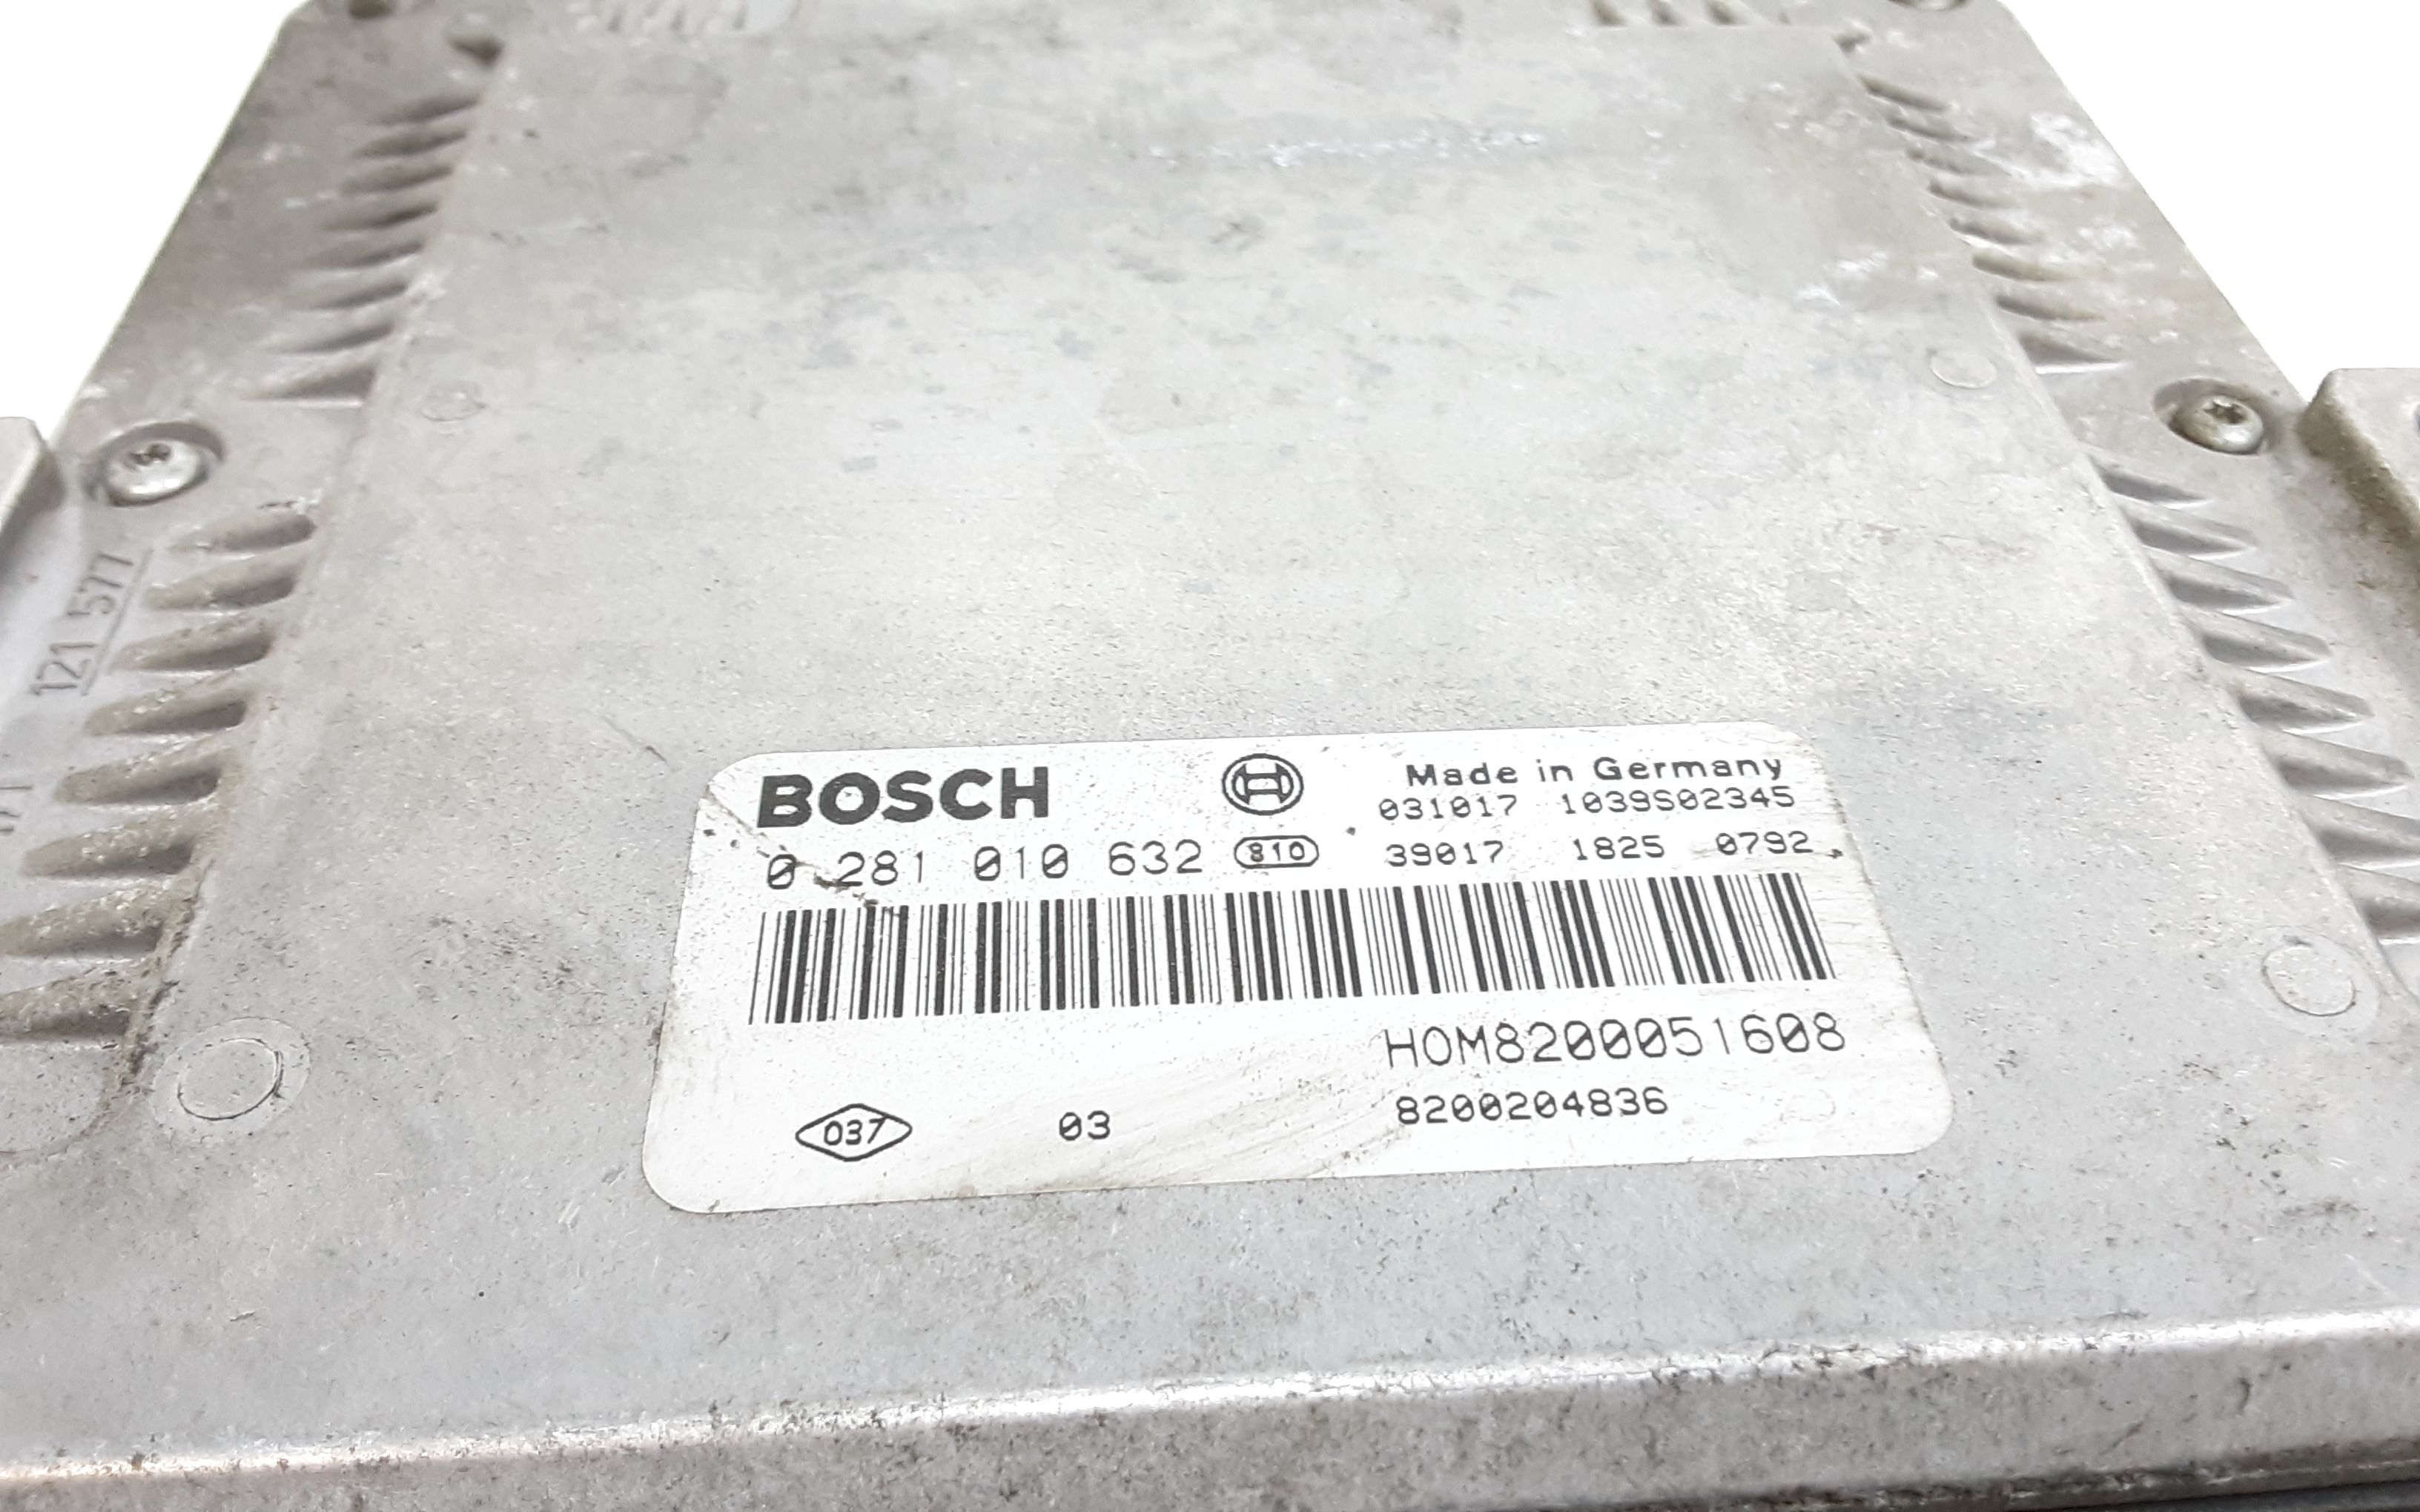 121 577
BOSCH
Made in Germany
031017 1039S02345
0 281 010 632 810 39017 1825 0792
HOM8200051608
037 03 8200204836